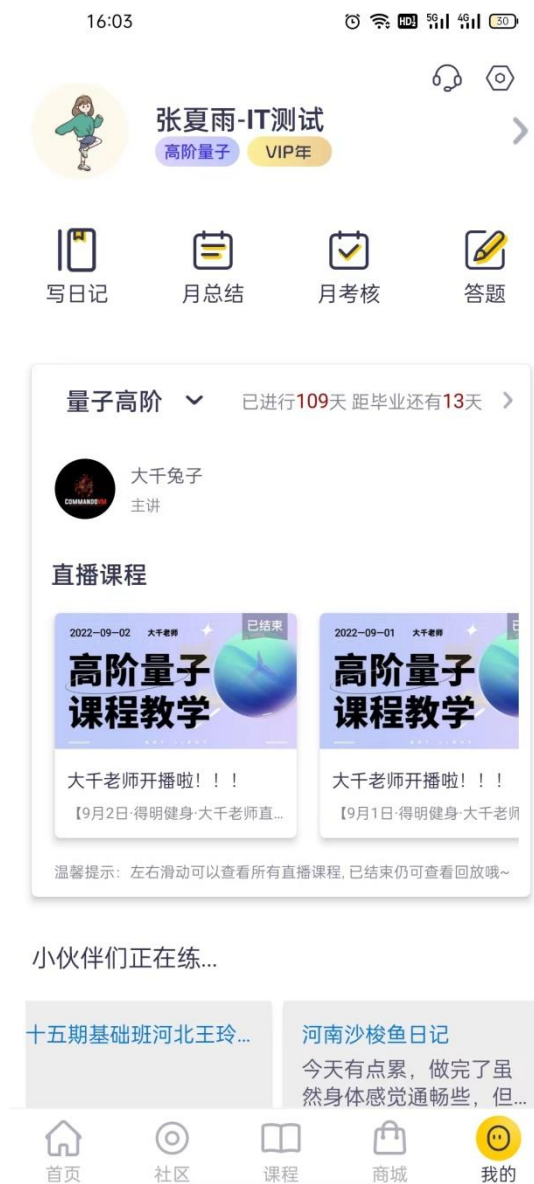 16:03
HD 5G 4G 30
张夏雨-IT测试
高阶量子 VIP年
写日记 月总结 月考核 答题
量子高阶 已进行109天 距毕业还有13天
大千兔子
COMMANDOVM
主讲
直播课程
2022-09-02 大千老师 已结束 2022-09-01 大千老师
高阶量子 高阶量子
课程教学 课程教学
大千老师开播啦！！！ 大千老师开播啦！！！
【9月2日·得明健身·大千老师直... 【9月1日·得明健身·大千老师
温馨提示：左右滑动可以查看所有直播课程,已结束仍可查看回放哦~
小伙伴们正在练...
十五期基础班河北王玲... 河南沙梭鱼日记
今天有点累，做完了虽
然身体感觉通畅些，但...
首页 社区 课程 商城 我的